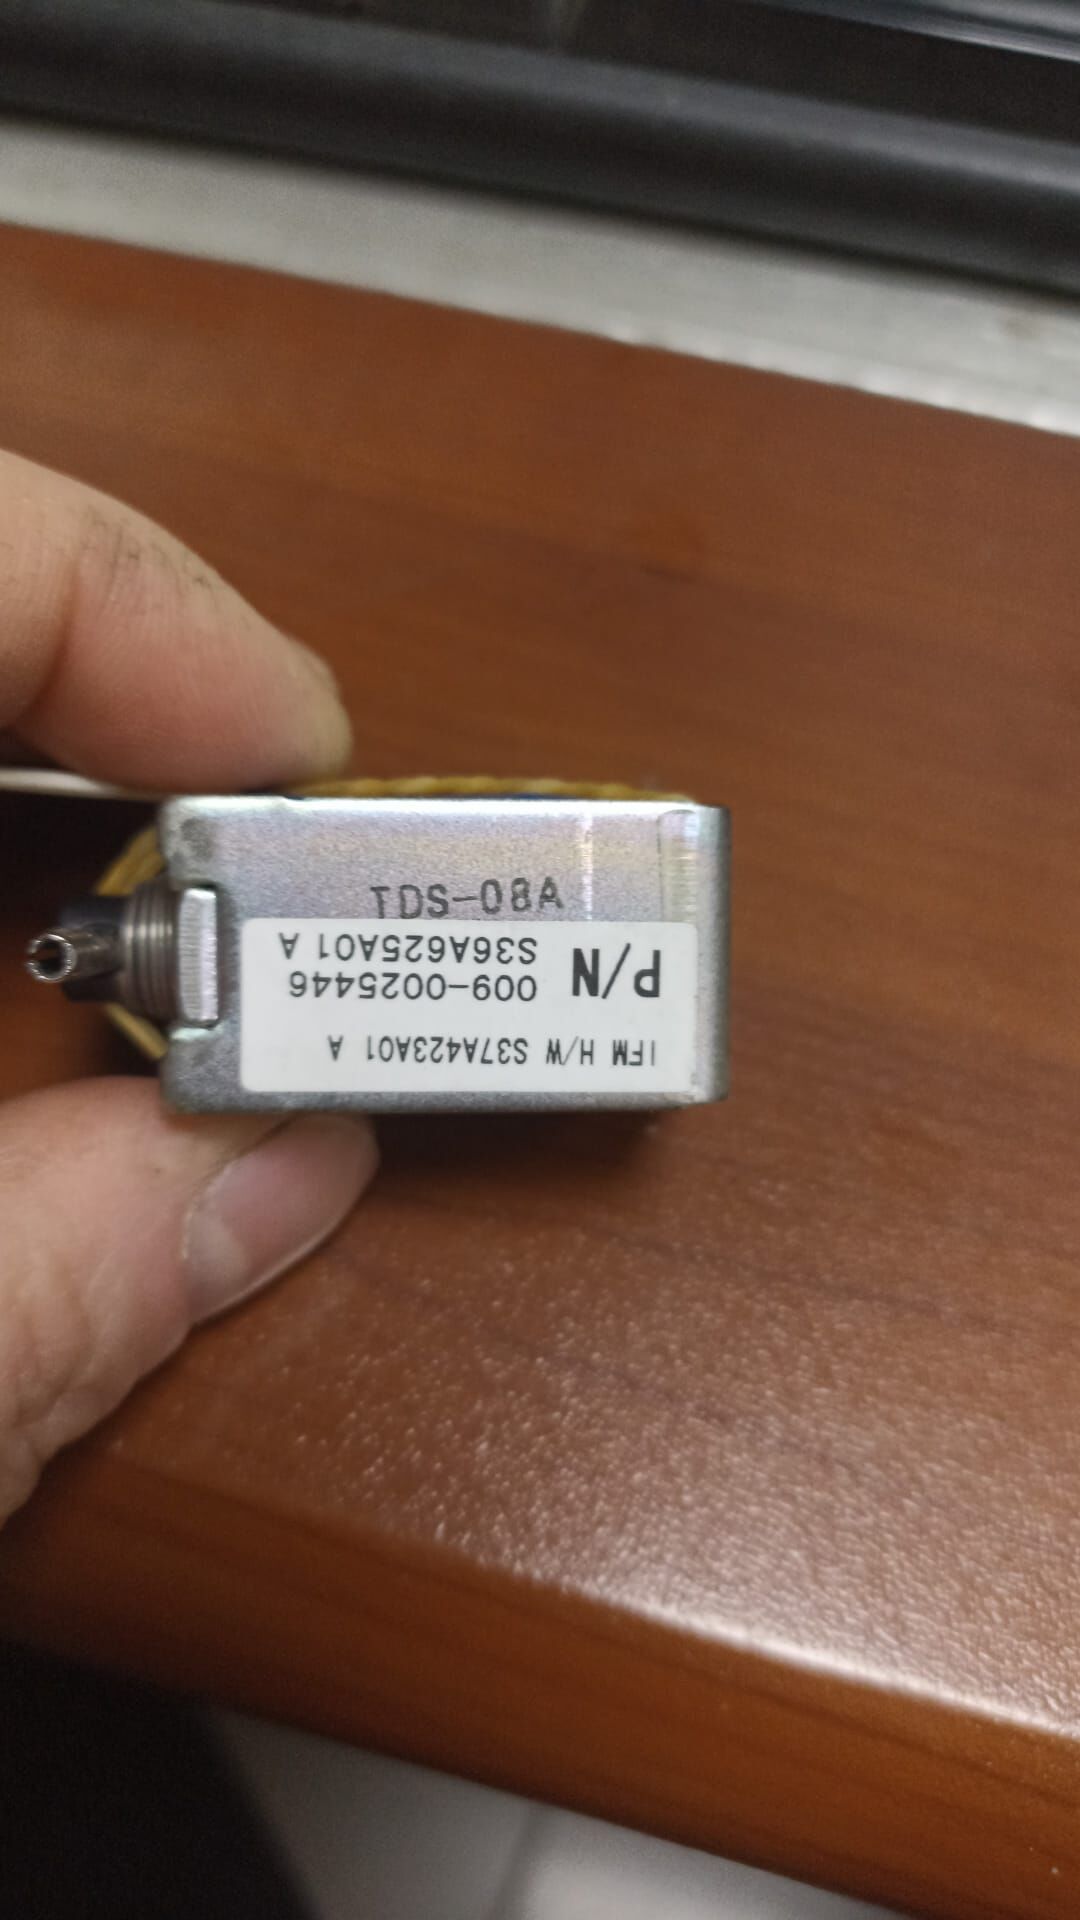 TDS-08A
IFM H/W S37A423A01 A
P/N 009-0025446
S36A625A01 A